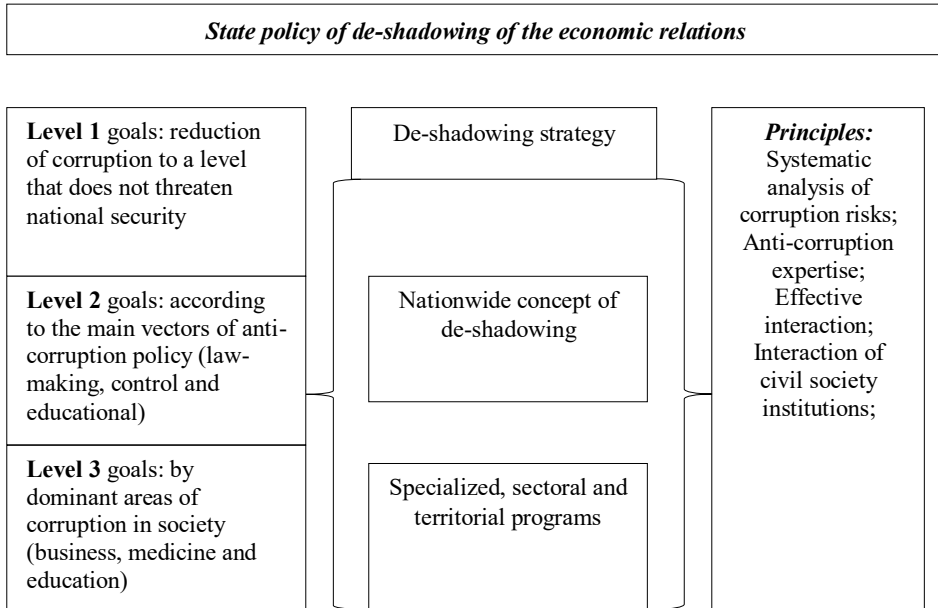 State policy of de-shadowing of the economic relations
Level 1 goals: reduction
of corruption to a level
that does not threaten
national security
Level 2 goals: according
to the main vectors of anti-
corruption policy (law-
making, control and
educational)
Level 3 goals: by
dominant areas of
corruption in society
(business, medicine and
education)
De-shadowing strategy
Nationwide concept of
de-shadowing
Specialized, sectoral and
territorial programs
Principles:
Systematic
analysis of
corruption risks;
Anti-corruption
expertise;
Effective
interaction;
Interaction of
civil society
institutions;